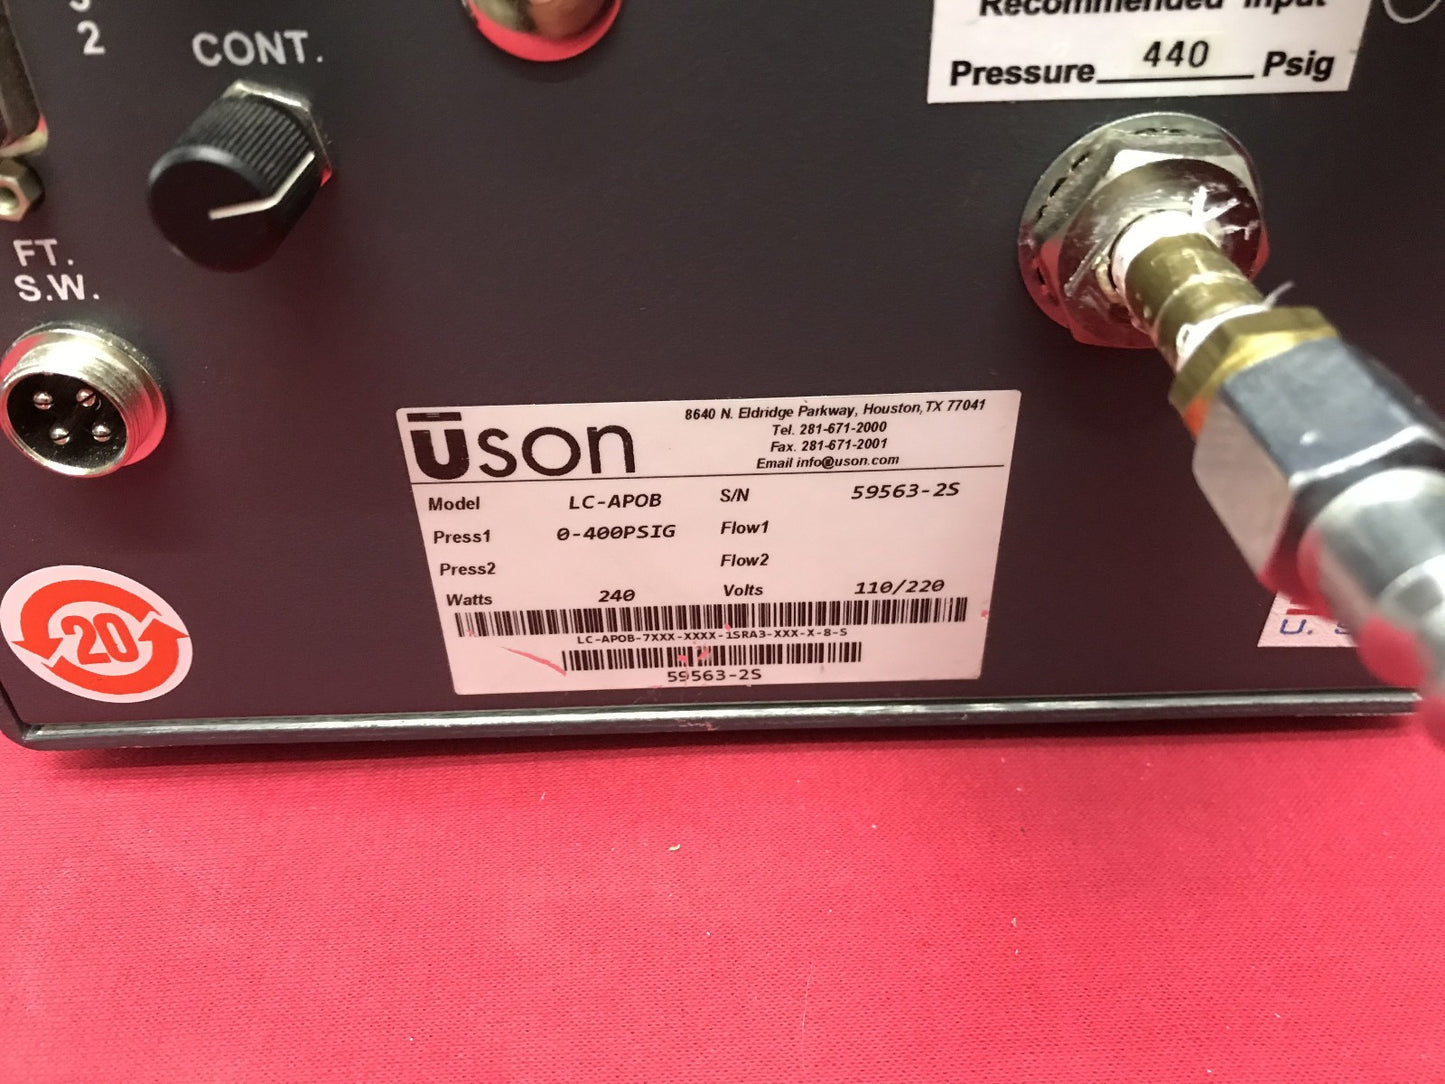 2
CONT.
FT.
S.W.
Recommended Input
Pressure 440 Psig
uson
8640 N. Eldridge Parkway, Houston, TX 77041
Tel. 281-671-2000
Fax. 281-671-2001
Email info@uson.com
Model LC-APOB S/N 59563-2S
Press1 0-400PSIG Flow1
Press2 Flow2
Watts 240 Volts 110/220
LC-APOB-7XXX-XXXX-1SRA3-XXX-X-8-S
59563-2S
20
U. S